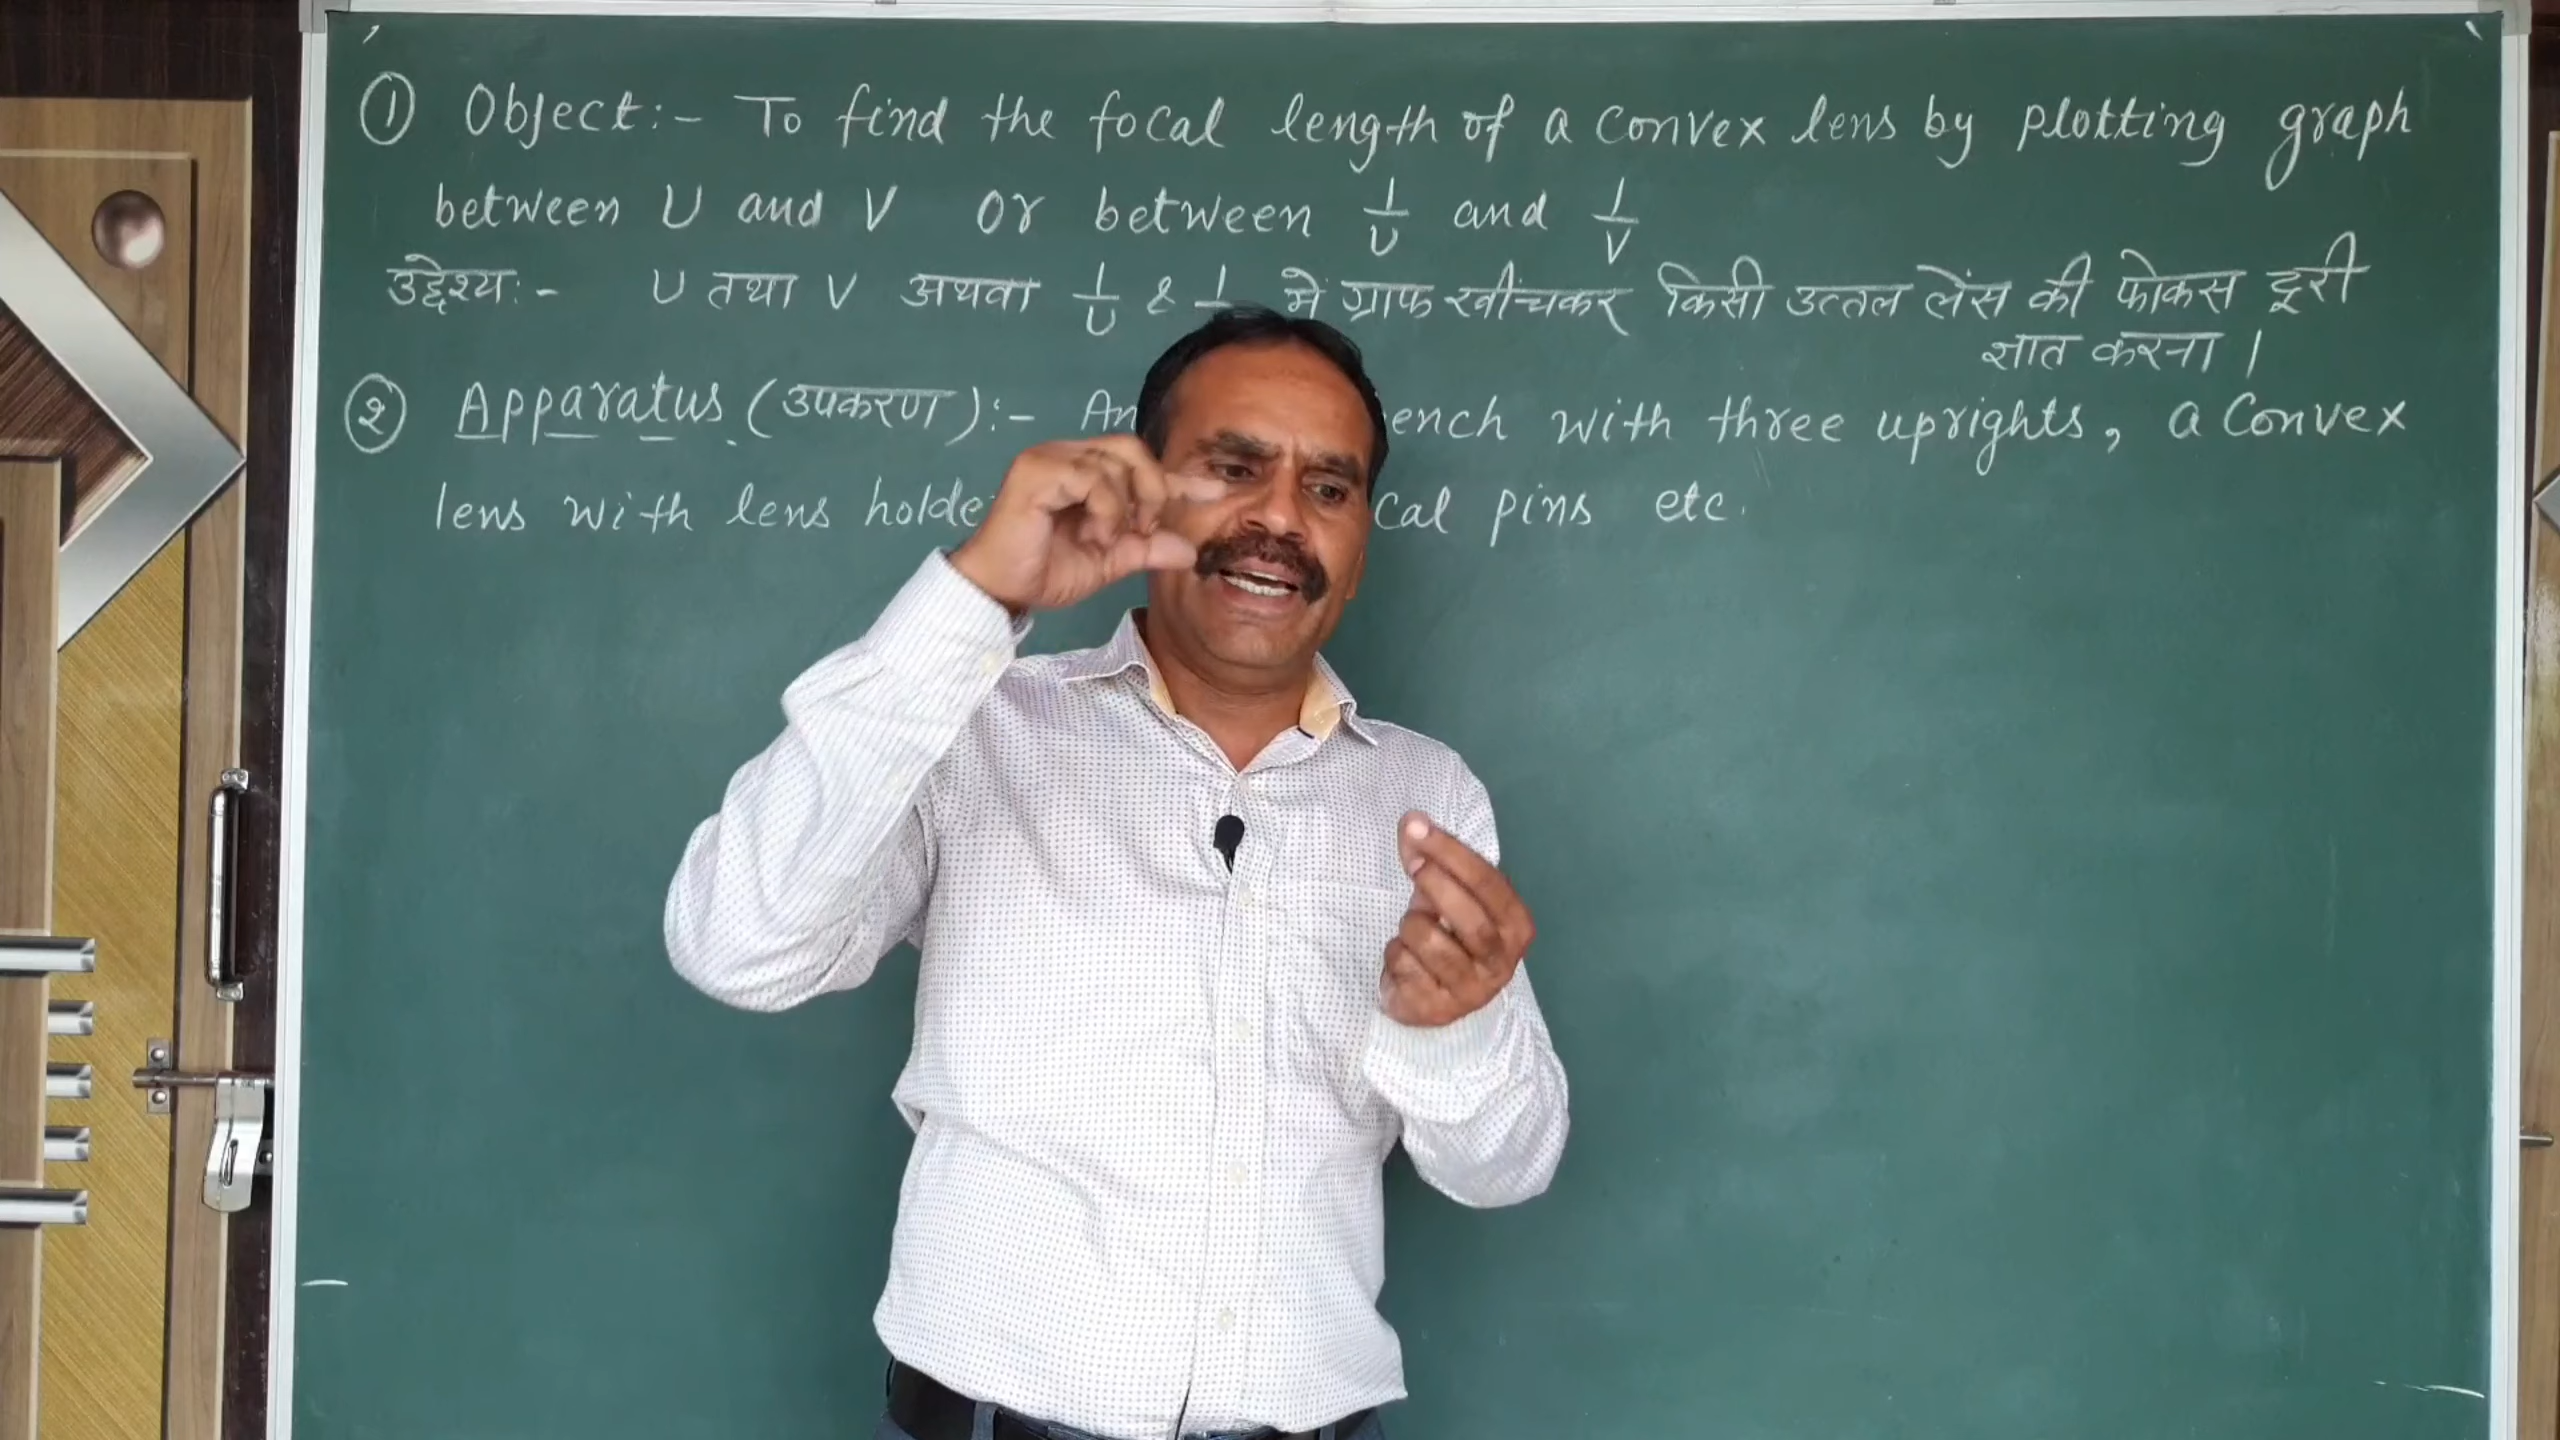 ① Object:- To find the focal length of a convex lens by plotting graph
between U and V or between 1/U and 1/V
उद्देश्य:- U तथा V अथवा 1/U & 1/ में ग्राफ खींचकर किसी उत्तल लेंस की फोकस दूरी
ज्ञात करना।
② Apparatus (उपकरण):- An ench with three uprights, a convex
lens with lens holde cal pins etc.